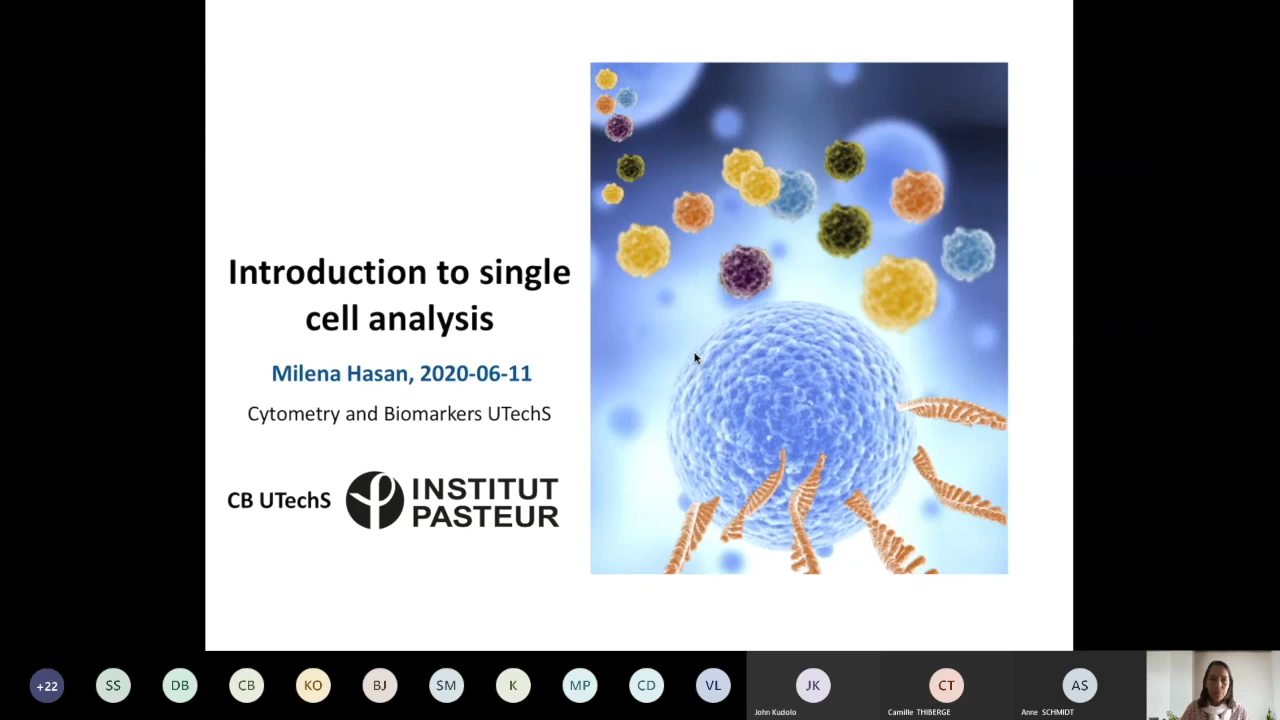 Introduction to single
cell analysis
Milena Hasan, 2020-06-11
Cytometry and Biomarkers UTechS
CB UTechS
INSTITUT
PASTEUR
+22
SS
DB
CB
KO
BJ
SM
K
MP
CD
VL
JK
CT
AS
John Kudolo
Camille THIBERGE
Anne SCHMIDT